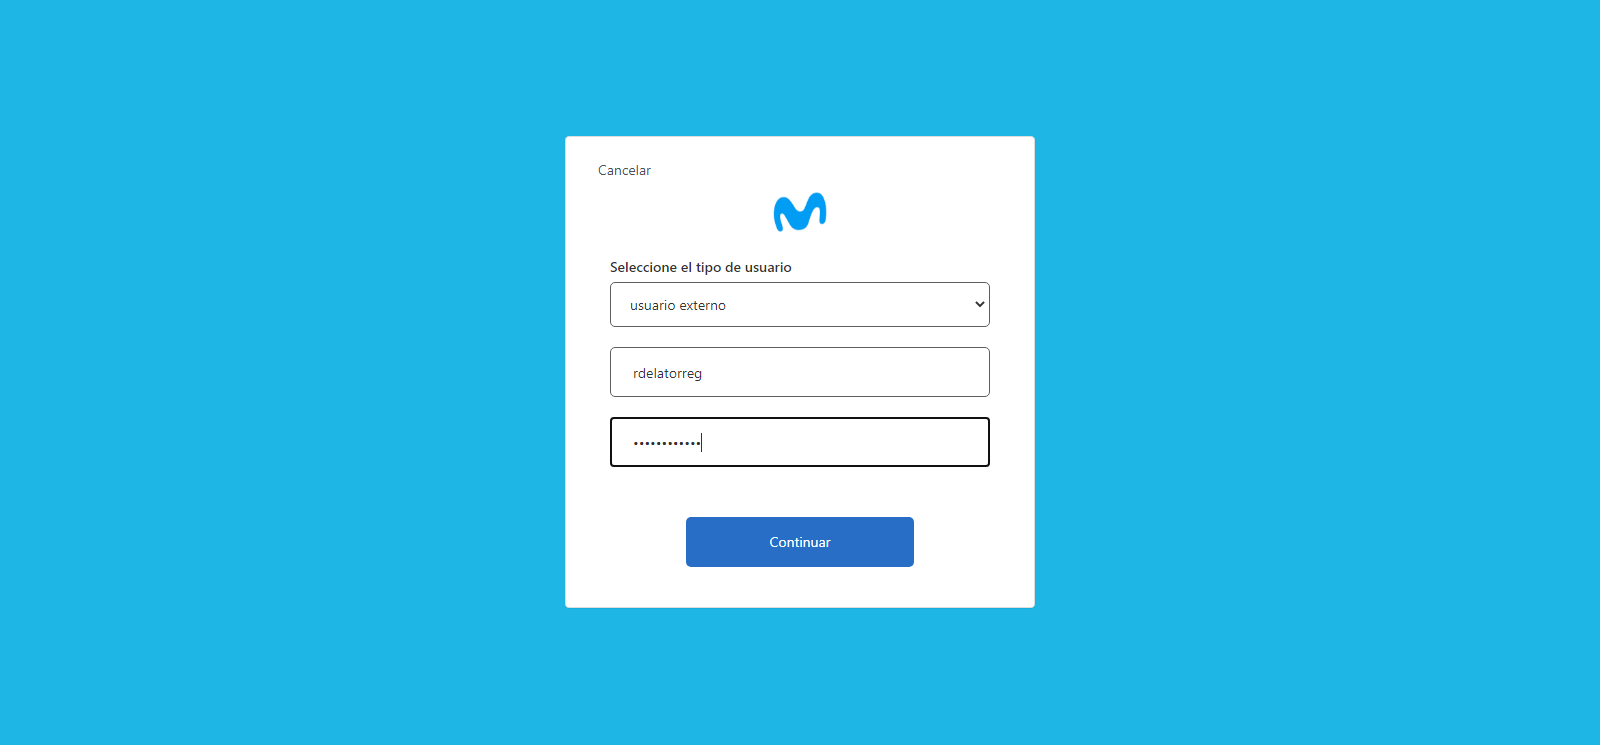 Cancelar
Seleccione el tipo de usuario
usuario externo
rdelatorreg
••••••••••••
Continuar